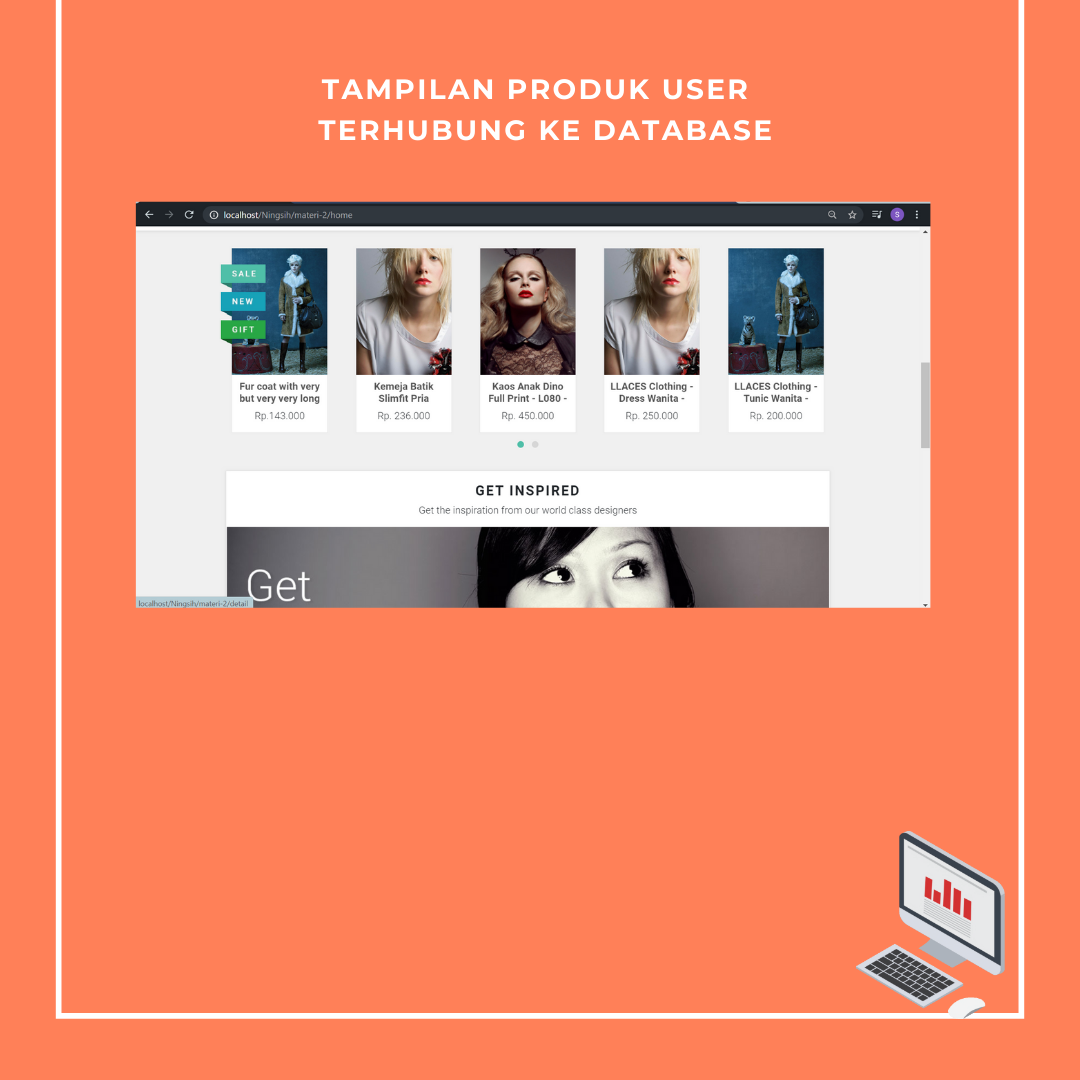 TAMPILAN PRODUK USER
TERHUBUNG KE DATABASE
localhost/Ningsih/materi-2/home
S
SALE
NEW
GIFT
Fur coat with very
but very very long
Rp.143.000
Kemeja Batik
Slimfit Pria
Rp. 236.000
Kaos Anak Dino
Full Print - L080 -
Rp. 450.000
LLACES Clothing -
Dress Wanita -
Rp. 250.000
LLACES Clothing -
Tunic Wanita -
Rp. 200.000
GET INSPIRED
Get the inspiration from our world class designers
Get
localhost/Ningsih/materi-2/detail